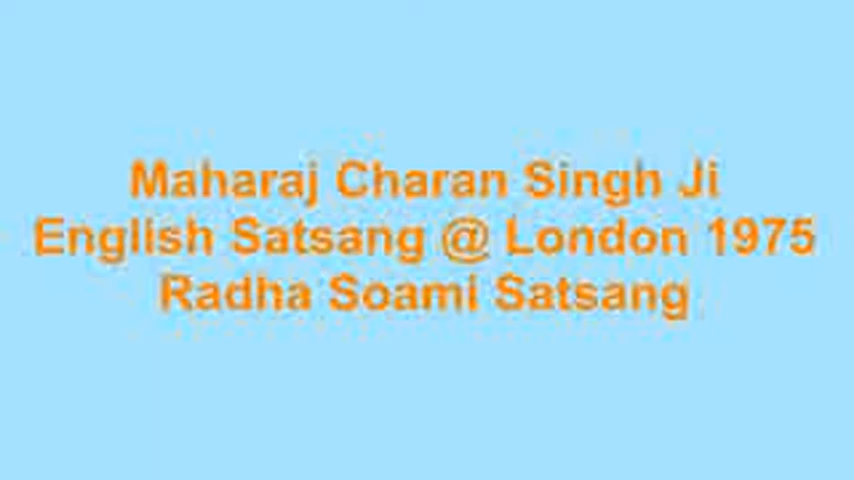 Maharaj Charan Singh Ji
English Satsang @ London 1975
Radha Soami Satsang